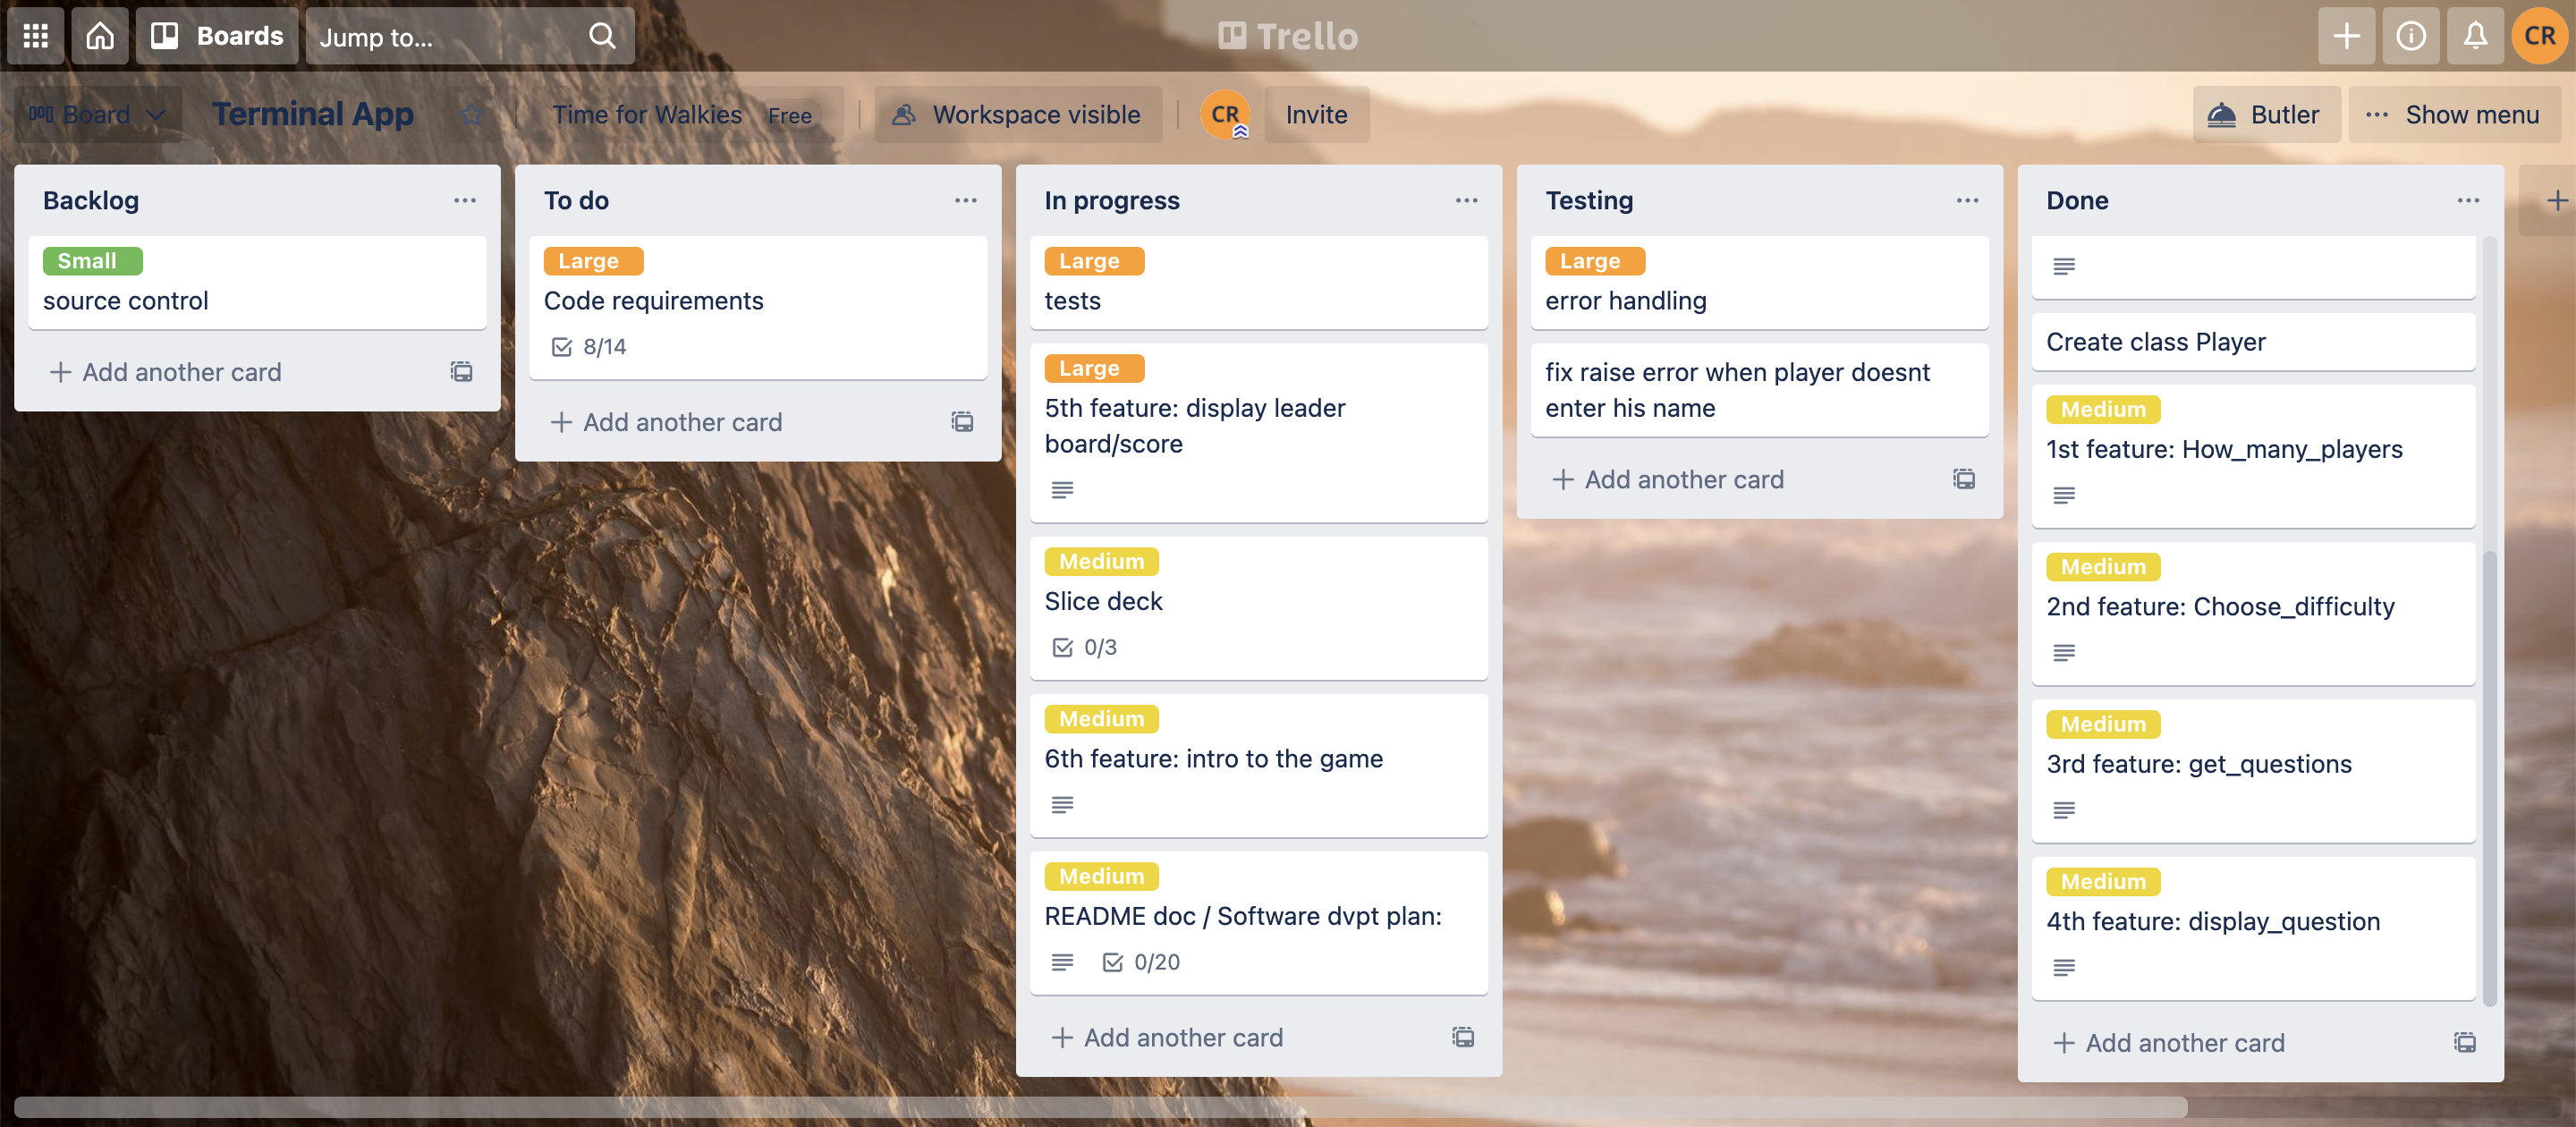 Boards
Jump to...
Trello
CR
Board
Terminal App
Time for Walkies Free
Workspace visible
CR
Invite
Butler
Show menu
Backlog
Small
source control
Add another card
To do
Large
Code requirements
8/14
Add another card
In progress
Large
tests
Large
5th feature: display leader
board/score
Medium
Slice deck
0/3
Medium
6th feature: intro to the game
Medium
README doc / Software dvpt plan:
0/20
Add another card
Testing
Large
error handling
fix raise error when player doesnt
enter his name
Add another card
Done
Create class Player
Medium
1st feature: How_many_players
Medium
2nd feature: Choose_difficulty
Medium
3rd feature: get_questions
Medium
4th feature: display_question
Add another card